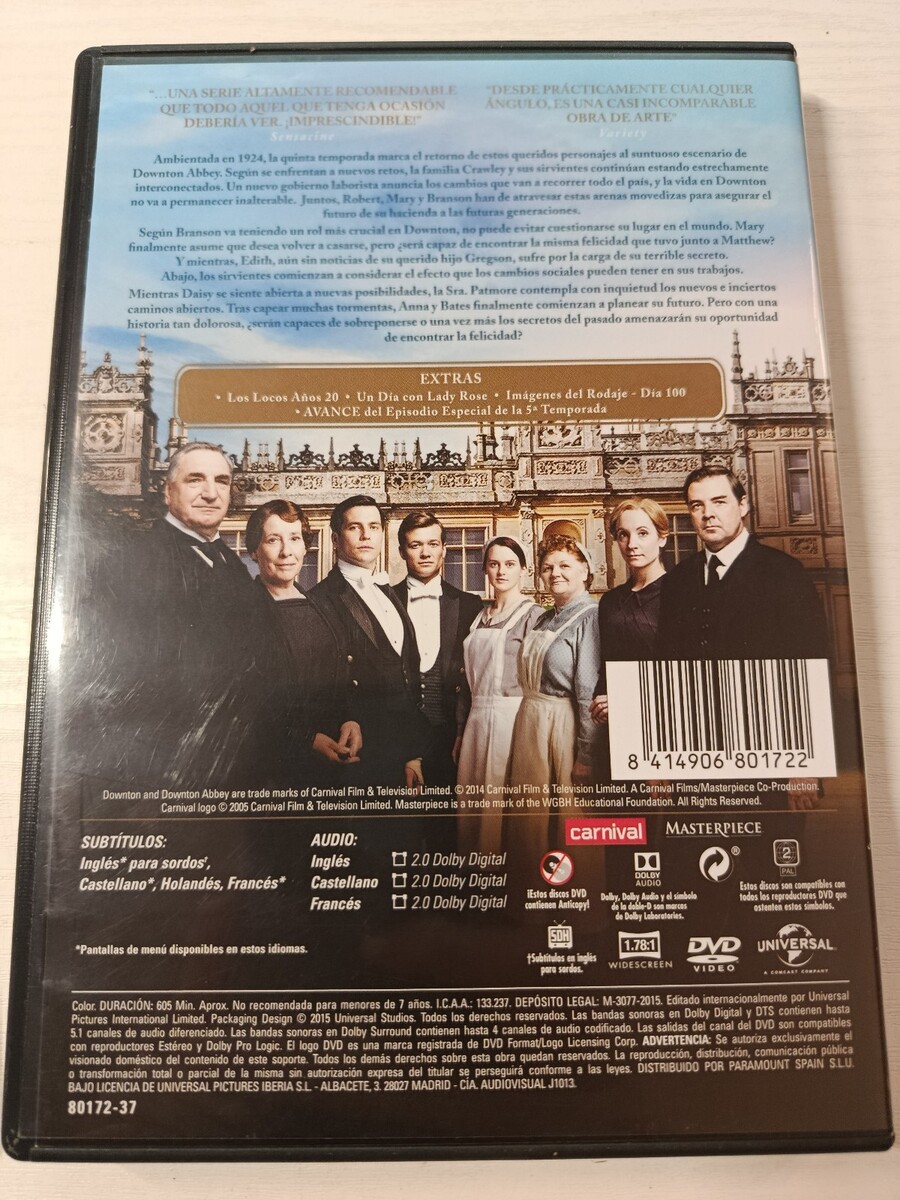 "...UNA SERIE ALTAMENTE RECOMENDABLE
QUE TODO AQUEL QUE TENGA OCASIÓN
DEBERÍA VER. ¡IMPRESCINDIBLE!"
Sensacine
"DESDE PRÁCTICAMENTE CUALQUIER
ÁNGULO, ES UNA CASI INCOMPARABLE
OBRA DE ARTE"
Variety
Ambientada en 1924, la quinta temporada marca el retorno de estos queridos personajes al suntuoso escenario de
Downton Abbey. Según se enfrentan a nuevos retos, la familia Crawley y sus sirvientes continúan estando estrechamente
interconectados. Un nuevo gobierno laborista anuncia los cambios que van a recorrer todo el país, y la vida en Downton
no va a permanecer inalterable. Juntos, Robert, Mary y Branson han de atravesar estas arenas movedizas para asegurar el
futuro de su hacienda a las futuras generaciones.
Según Branson va teniendo un rol más crucial en Downton, no puede evitar cuestionarse su lugar en el mundo. Mary
finalmente asume que desea volver a casarse, pero ¿será capaz de encontrar la misma felicidad que tuvo junto a Matthew?
Y mientras, Edith, aún sin noticias de su querido hijo Gregson, sufre por la carga de su terrible secreto.
Abajo, los sirvientes comienzan a considerar el efecto que los cambios sociales pueden tener en sus trabajos.
Mientras Daisy se siente abierta a nuevas posibilidades, la Sra. Patmore contempla con inquietud los nuevos e inciertos
caminos abiertos. Tras capear muchas tormentas, Anna y Bates finalmente comienzan a planear su futuro. Pero con una
historia tan dolorosa, ¿serán capaces de sobreponerse o una vez más los secretos del pasado amenazarán su oportunidad
de encontrar la felicidad?
EXTRAS
• Los Locos Años 20 • Un Día con Lady Rose • Imágenes del Rodaje - Día 100
• AVANCE del Episodio Especial de la 5ª Temporada
8 414906 801722
Downton and Downton Abbey are trade marks of Carnival Film & Television Limited. © 2014 Carnival Film & Television Limited. A Carnival Films/Masterpiece Co-Production.
Carnival logo © 2005 Carnival Film & Television Limited. Masterpiece is a trade mark of the WGBH Educational Foundation. All Rights Reserved.
carnival MASTERPIECE
SUBTÍTULOS:
Inglés* para sordos†,
Castellano*, Holandés, Francés*
*Pantallas de menú disponibles en estos idiomas.
AUDIO:
Inglés 2.0 Dolby Digital
Castellano 2.0 Dolby Digital
Francés 2.0 Dolby Digital
¡Estos discos DVD
contienen Anticopy!
DOLBY
AUDIO
Dolby, Dolby Audio y el símbolo
de la doble-D son marcas
de Dolby Laboratories.
®
2
PAL
Estos discos son compatibles con
todos los reproductores DVD que
ostenten estos símbolos.
SDH
†Subtítulos en inglés
para sordos.
1.78:1
WIDESCREEN
DVD
VIDEO
UNIVERSAL
A COMCAST COMPANY
Color. DURACIÓN: 605 Min. Aprox. No recomendada para menores de 7 años. I.C.A.A.: 133.237. DEPÓSITO LEGAL: M-3077-2015. Editado internacionalmente por Universal
Pictures International Limited. Packaging Design © 2015 Universal Studios. Todos los derechos reservados. Las bandas sonoras en Dolby Digital y DTS contienen hasta
5.1 canales de audio diferenciado. Las bandas sonoras en Dolby Surround contienen hasta 4 canales de audio codificado. Las salidas del canal del DVD son compatibles
con reproductores Estéreo y Dolby Pro Logic. El logo DVD es una marca registrada de DVD Format/Logo Licensing Corp. ADVERTENCIA: Se autoriza exclusivamente el
visionado doméstico del contenido de este soporte. Todos los demás derechos sobre esta obra quedan reservados. La reproducción, distribución, comunicación pública
o transformación total o parcial de la misma sin autorización expresa del titular se perseguirá conforme a las leyes. DISTRIBUIDO POR PARAMOUNT SPAIN S.L.U.
BAJO LICENCIA DE UNIVERSAL PICTURES IBERIA S.L - ALBACETE, 3. 28027 MADRID - CÍA. AUDIOVISUAL J1013.
80172-37